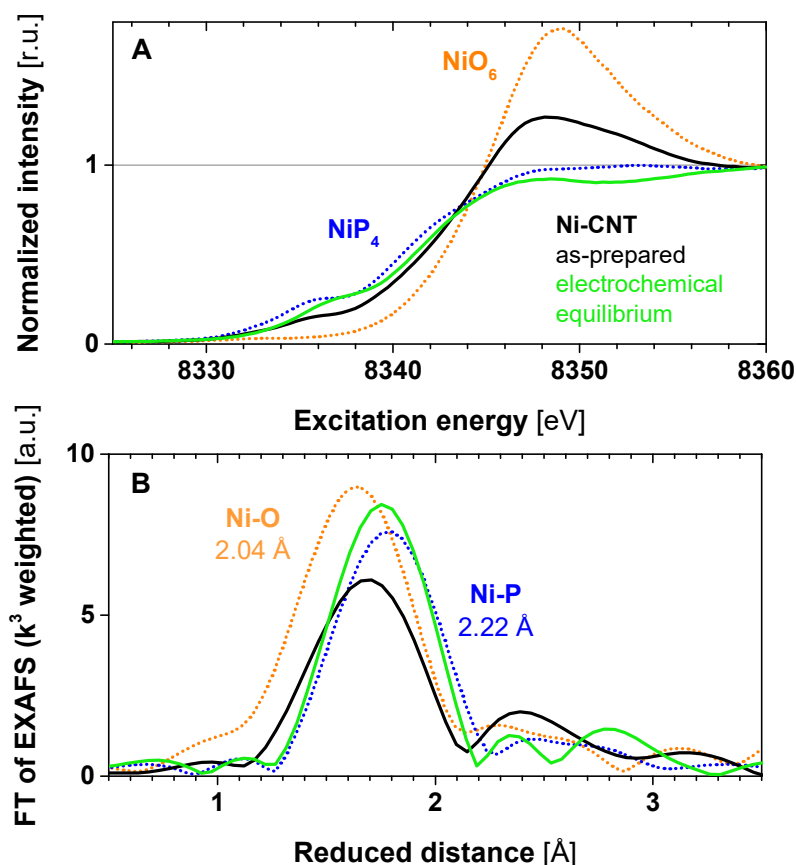 A
NiO₆
NiP₄
Ni-CNT
as-prepared
electrochemical
equilibrium
Normalized intensity [r.u.]
1
0
8330 8340 8350 8360
Excitation energy [eV]
B
Ni-O
2.04 Å
Ni-P
2.22 Å
FT of EXAFS (k³ weighted) [a.u.]
10
5
0
1 2 3
Reduced distance [Å]